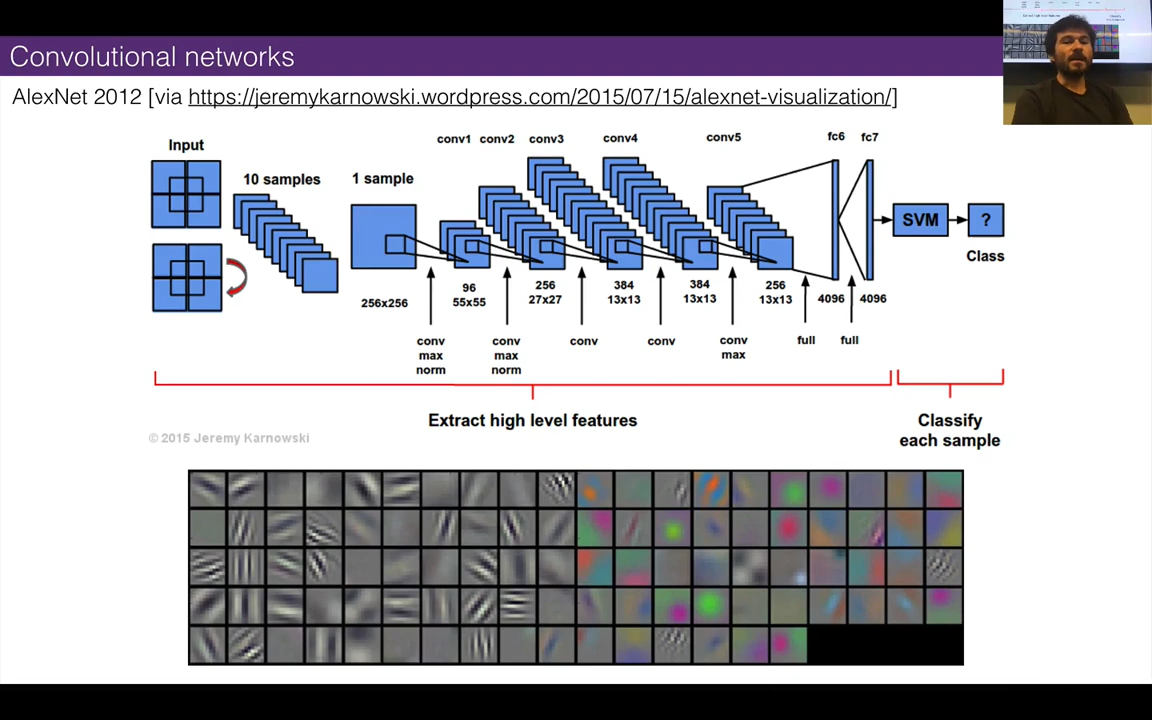 Convolutional networks
AlexNet 2012 [via https://jeremykarnowski.wordpress.com/2015/07/15/alexnet-visualization/]
Input
10 samples
1 sample
conv1 conv2 conv3 conv4 conv5 fc6 fc7
SVM
?
Class
256x256
96
55x55
256
27x27
384
13x13
384
13x13
256
13x13
4096
4096
conv
max
norm
conv
max
norm
conv
conv
conv
max
full
full
Extract high level features
Classify
each sample
© 2015 Jeremy Karnowski